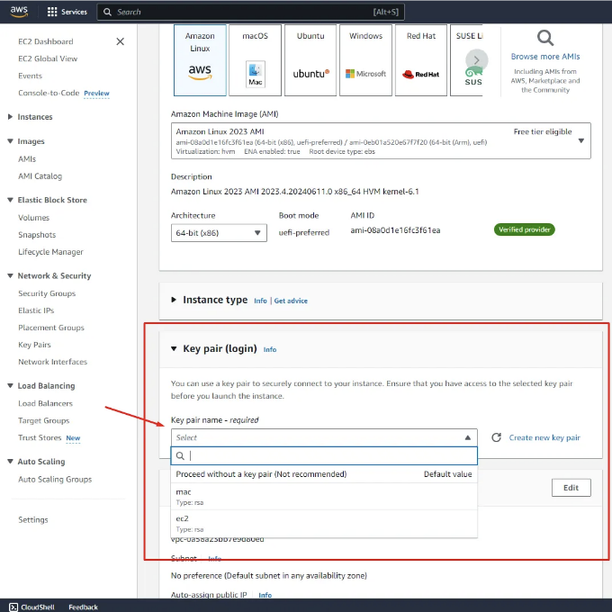 aws
Services
Search
[Alt+S]
EC2 Dashboard
EC2 Global View
Events
Console-to-Code Preview
Instances
Images
AMIs
AMI Catalog
Elastic Block Store
Volumes
Snapshots
Lifecycle Manager
Network & Security
Security Groups
Elastic IPs
Placement Groups
Key Pairs
Network Interfaces
Load Balancing
Load Balancers
Target Groups
Trust Stores New
Auto Scaling
Auto Scaling Groups
Settings
Amazon
Linux
aws
macOS
Mac
Ubuntu
ubuntu
Windows
Microsoft
Red Hat
Red Hat
SUSE Li
SUS
Browse more AMIs
Including AMIs from
AWS, Marketplace and
the Community
Amazon Machine Image (AMI)
Amazon Linux 2023 AMI
Free tier eligible
ami-08a0d1e16fc3f61ea (64-bit (x86), uefi-preferred) / ami-0eb01a520e67f7f20 (64-bit (Arm), uefi)
Virtualization: hvm ENA enabled: true Root device type: ebs
Description
Amazon Linux 2023 AMI 2023.4.20240611.0 x86_64 HVM kernel-6.1
Architecture
Boot mode
AMI ID
64-bit (x86)
uefi-preferred
ami-08a0d1e16fc3f61ea
Verified provider
Instance type Info | Get advice
Key pair (login) Info
You can use a key pair to securely connect to your instance. Ensure that you have access to the selected key pair
before you launch the instance.
Key pair name - required
Select
Create new key pair
Proceed without a key pair (Not recommended)
Default value
mac
Type: rsa
ec2
Type: rsa
Edit
Subnet Info
No preference (Default subnet in any availability zone)
Auto-assign public IP Info
CloudShell
Feedback